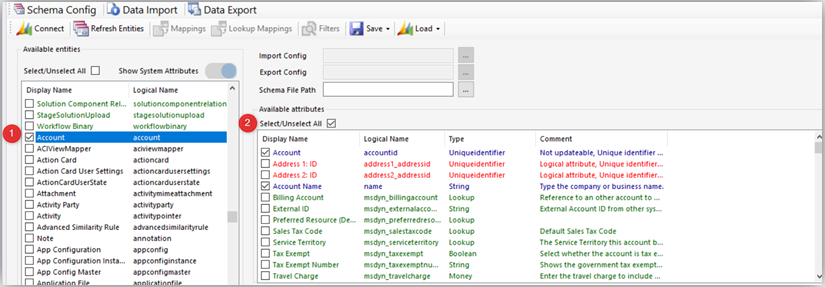 Schema Config Data Import Data Export
Connect Refresh Entities Mappings Lookup Mappings Filters Save Load
Available entities
Select/Unselect All Show System Attributes
Display Name Logical Name
Solution Component Rel... solutioncomponentrelation
StageSolutionUpload stagesolutionupload
Workflow Binary workflowbinary
1
Account account
ACIViewMapper aciviewmapper
Action Card actioncard
Action Card User Settings actioncardusersettings
ActionCardUserState actioncarduserstate
Attachment activitymimeattachment
Activity Party activityparty
Activity activitypointer
Advanced Similarity Rule advancedsimilarityrule
Note annotation
App Configuration appconfig
App Configuration Insta... appconfiginstance
App Config Master appconfigmaster
Application File applicationfile
Import Config ...
Export Config ...
Schema File Path ...
Available attributes
2
Select/Unselect All
Display Name Logical Name Type Comment
Account accountid Uniqueidentifier Not updateable, Unique identifier ...
Address 1: ID address1_addressid Uniqueidentifier Logical attribute, Unique identifier...
Address 2: ID address2_addressid Uniqueidentifier Logical attribute, Unique identifier...
Account Name name String Type the company or business name.
Billing Account msdyn_billingaccount Lookup Reference to an other account to ...
External ID msdyn_externalacco... String External Account ID from other sys...
Preferred Resource (De... msdyn_preferredreso... Lookup
Sales Tax Code msdyn_salestaxcode Lookup Default Sales Tax Code
Service Territory msdyn_serviceterritory Lookup The Service Territory this account b...
Tax Exempt msdyn_taxexempt Boolean Select whether the account is tax e...
Tax Exempt Number msdyn_taxexemptnu... String Shows the government tax exempt...
Travel Charge msdyn_travelcharge Money Enter the travel charge to include ...